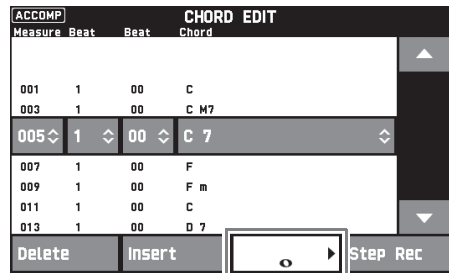 ACCOMP CHORD EDIT
Measure Beat Beat Chord
001 1 00 C
003 1 00 C M7
005 1 00 C 7
007 1 00 F
009 1 00 F m
011 1 00 C
013 1 00 D 7
Delete Insert Step Rec